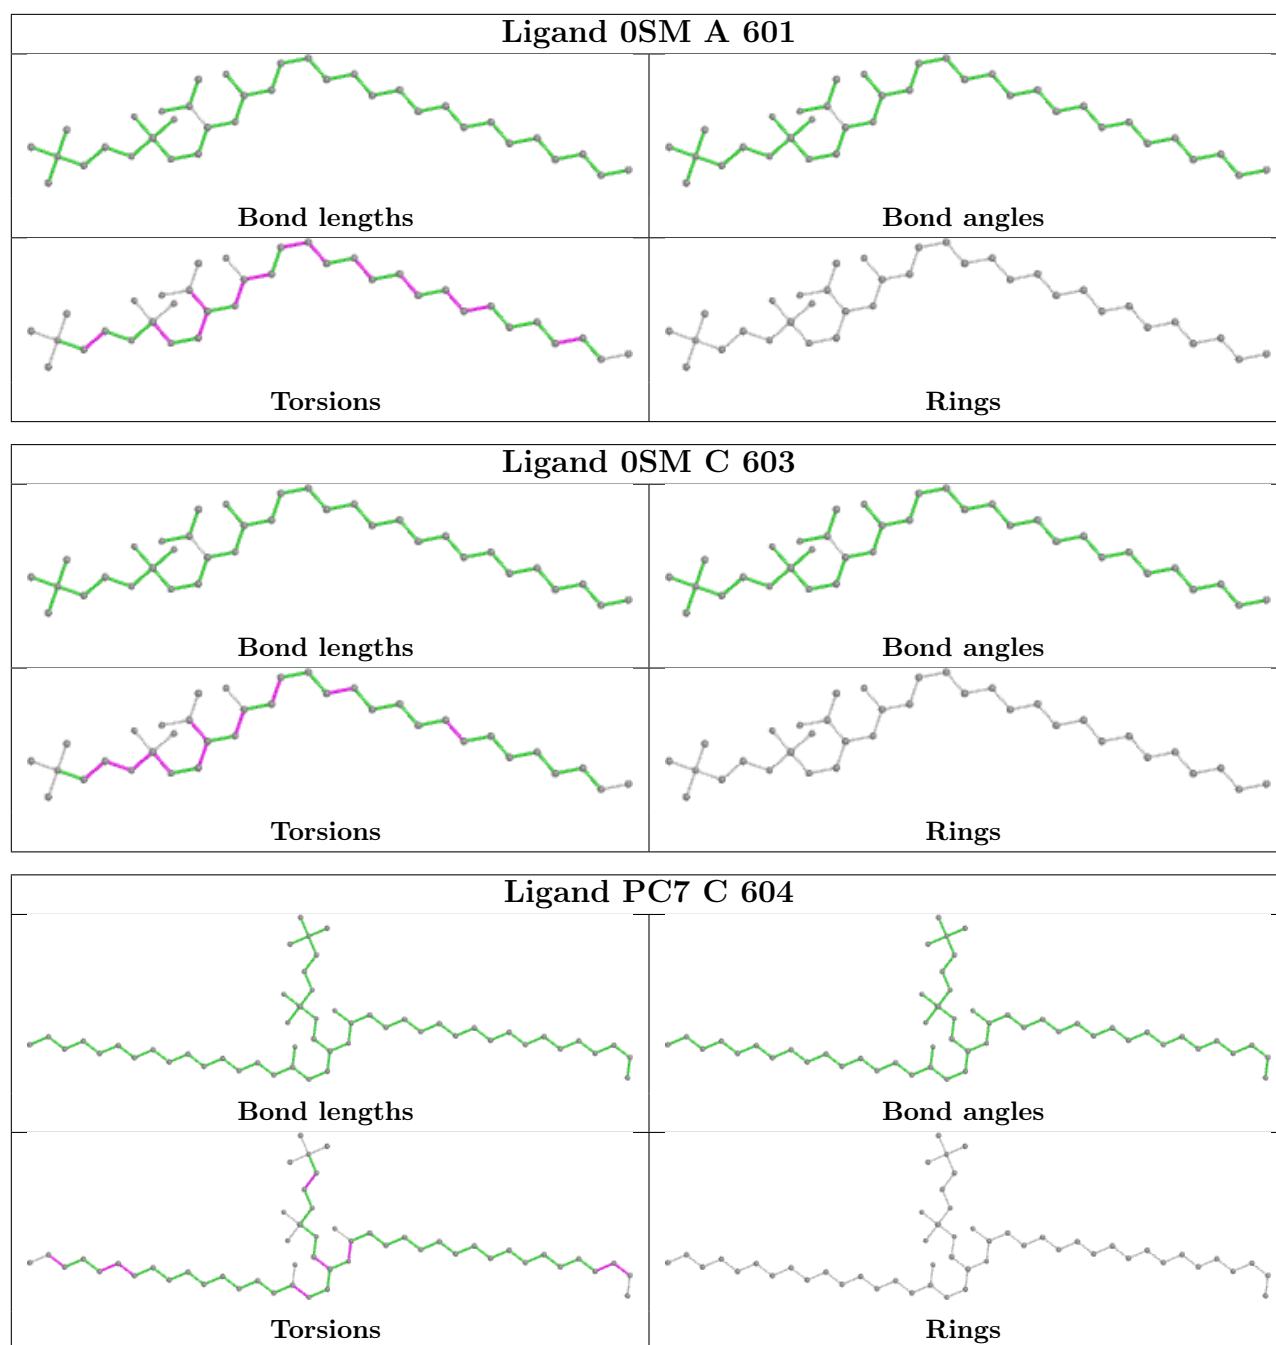 Ligand 0SM A 601
Bond lengths
Bond angles
Torsions
Rings
Ligand 0SM C 603
Bond lengths
Bond angles
Torsions
Rings
Ligand PC7 C 604
Bond lengths
Bond angles
Torsions
Rings